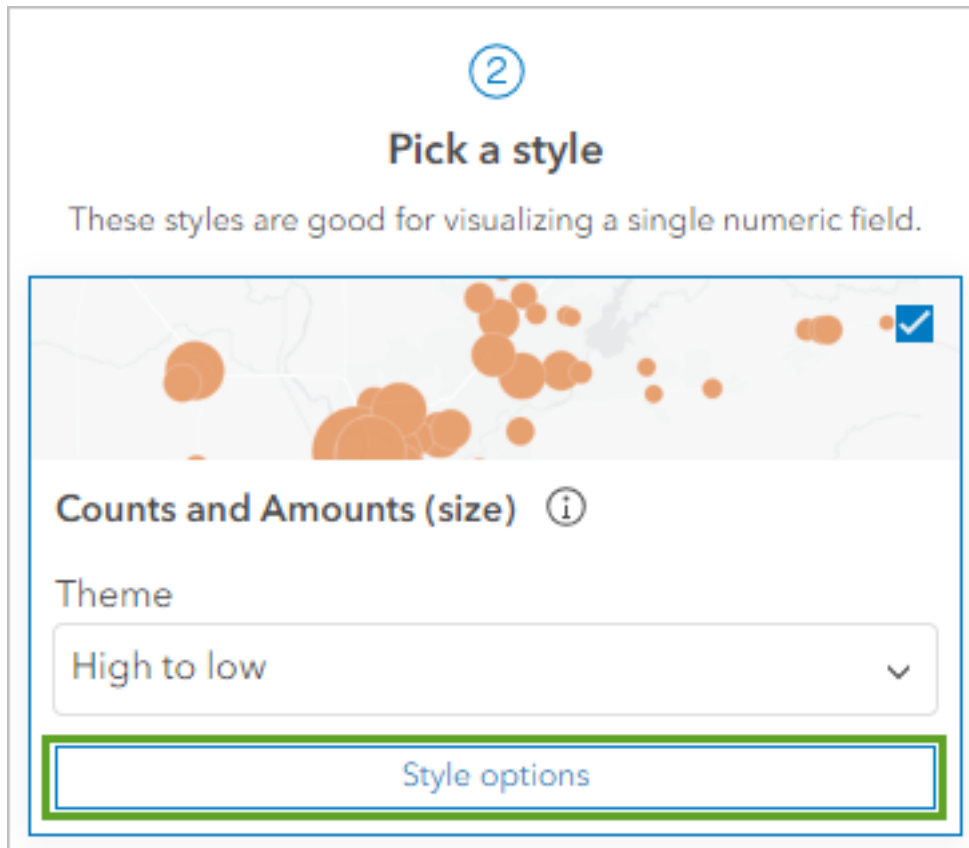 2
Pick a style
These styles are good for visualizing a single numeric field.
Counts and Amounts (size)
Theme
High to low
Style options